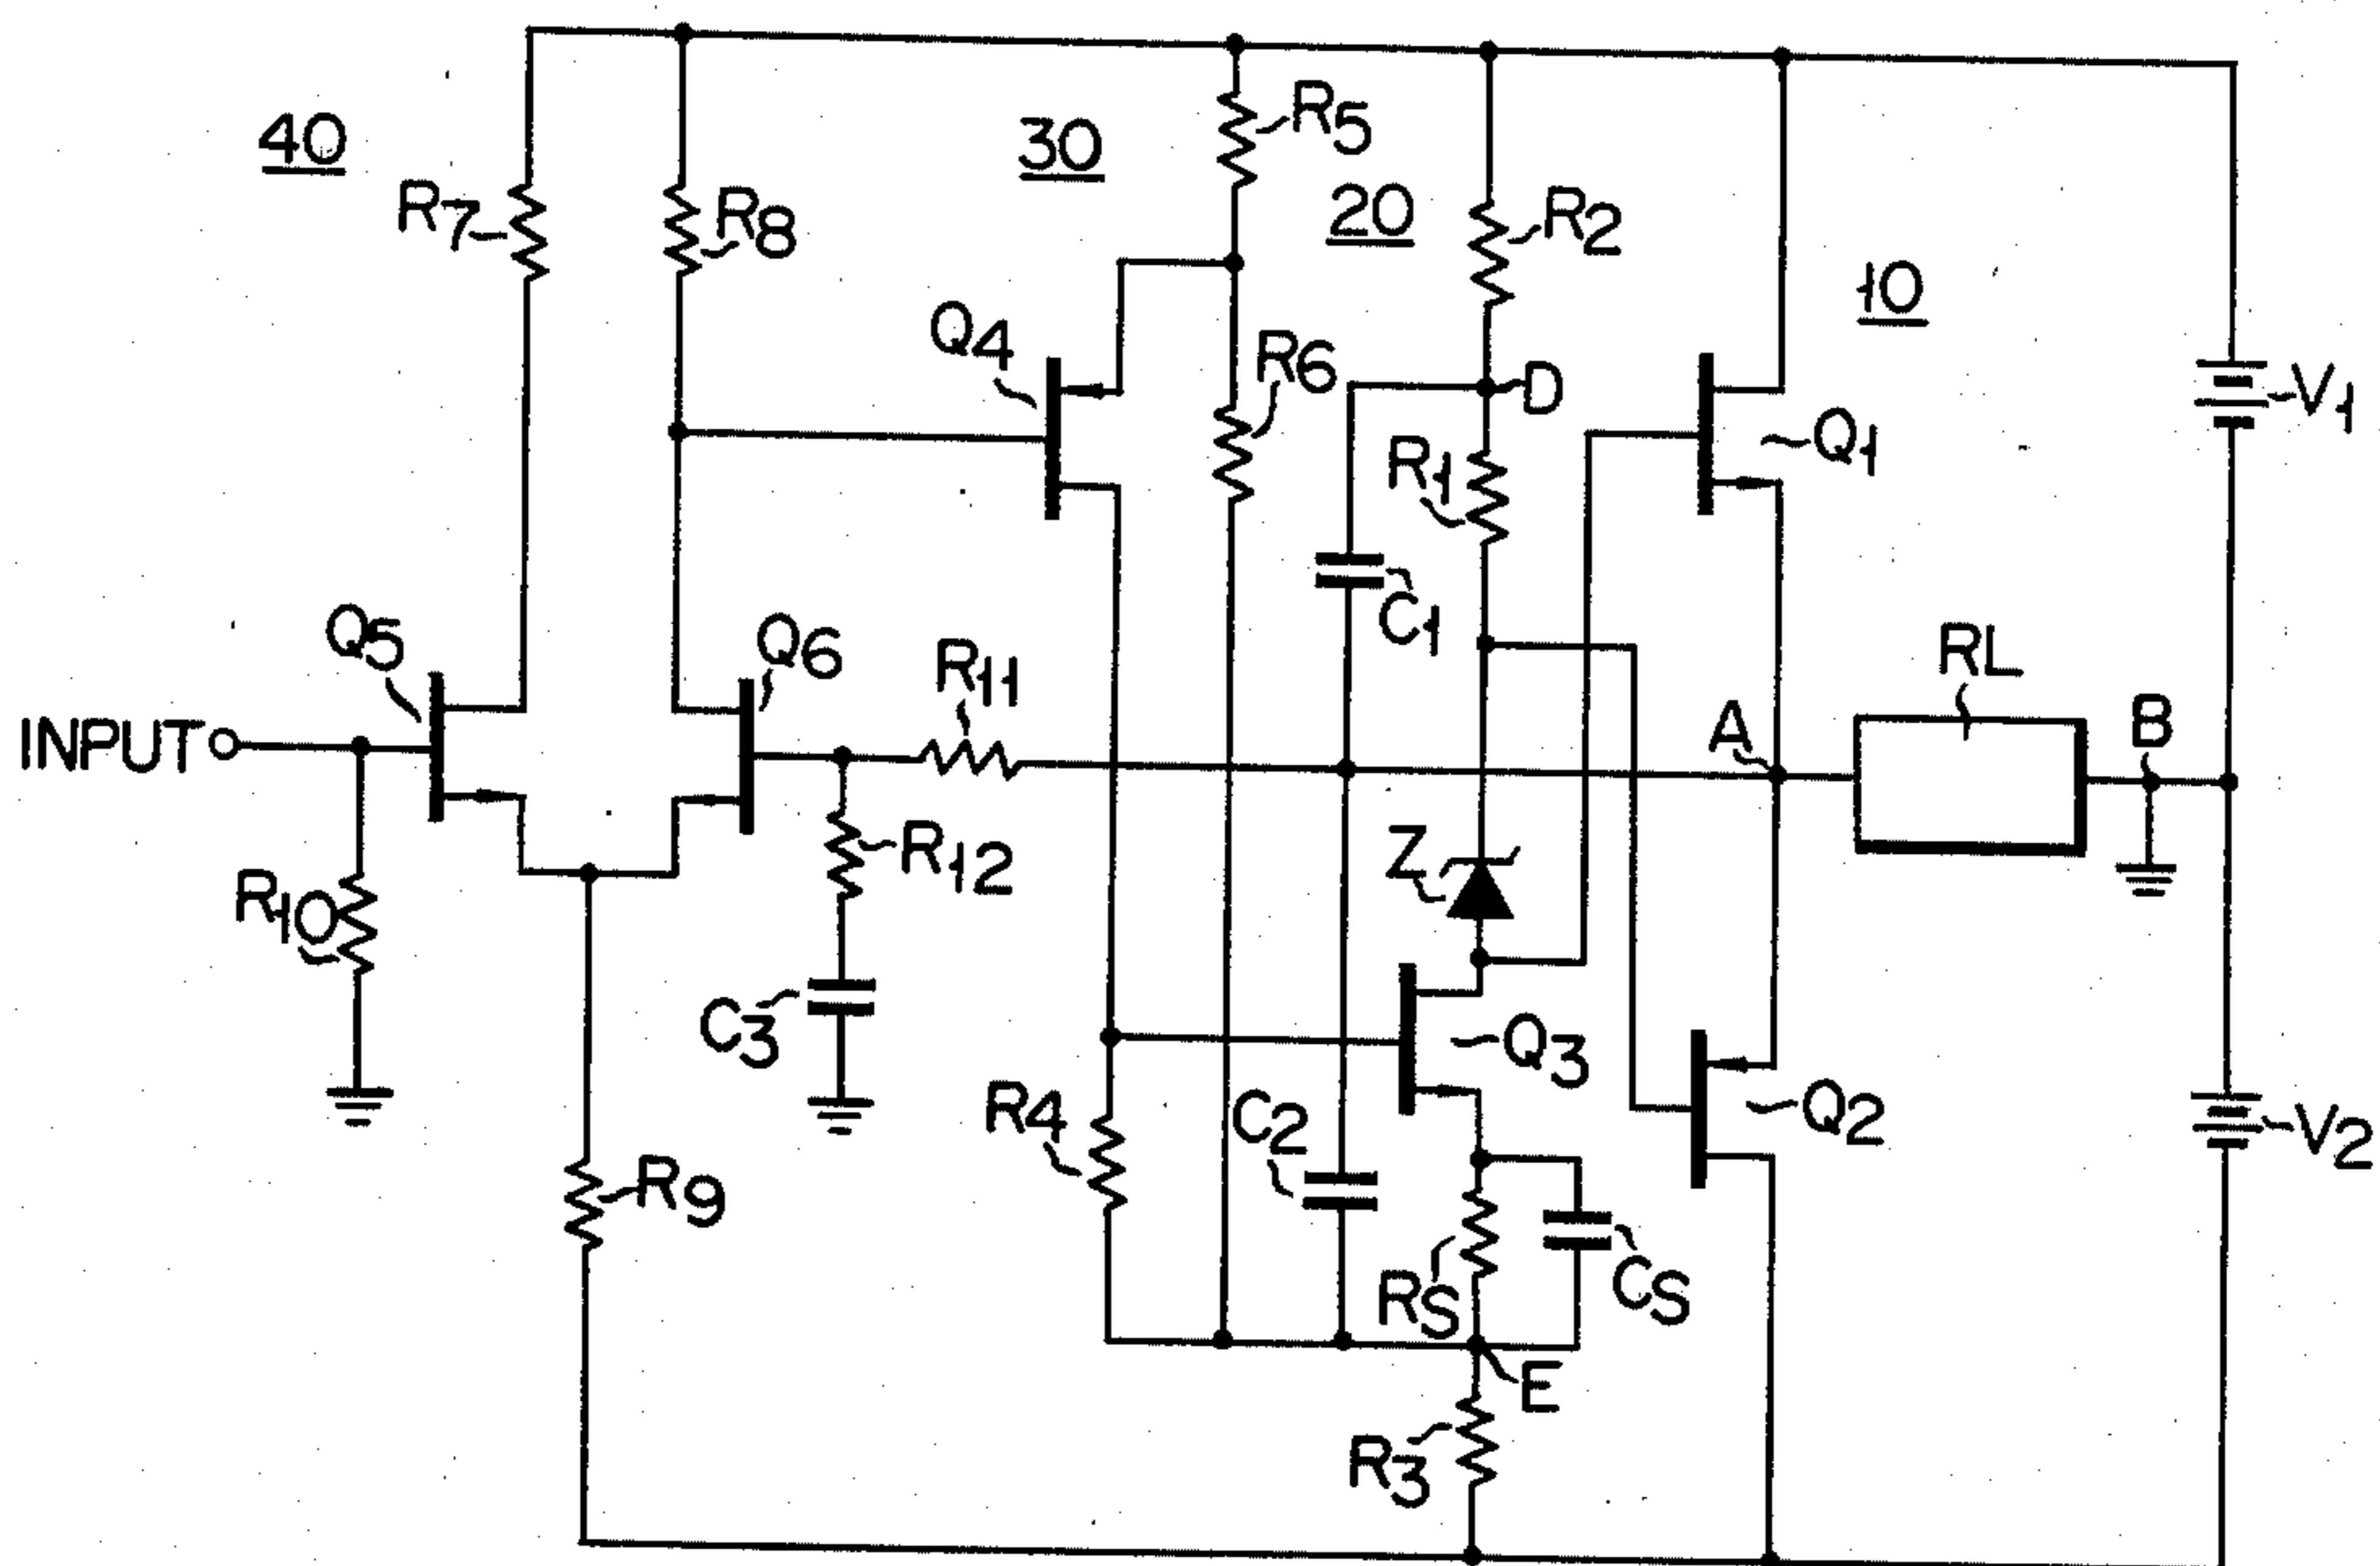 40
30
20
10
R5
R2
R7
R8
Q4
R6
D
R1
Q1
V1
C1
Q5
Q6
R11
RL
INPUT
A
B
R12
Z
R10
C3
Q3
R4
C2
Q2
V2
R9
RS
CS
E
R3